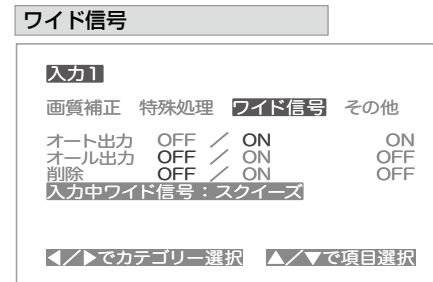 ワイド信号
入力1
画質補正 特殊処理 ワイド信号 その他
オート出力 OFF / ON ON
オール出力 OFF / ON OFF
削除 OFF / ON OFF
入力中ワイド信号:スクイーズ
◀/▶でカテゴリー選択 ▲/▼で項目選択